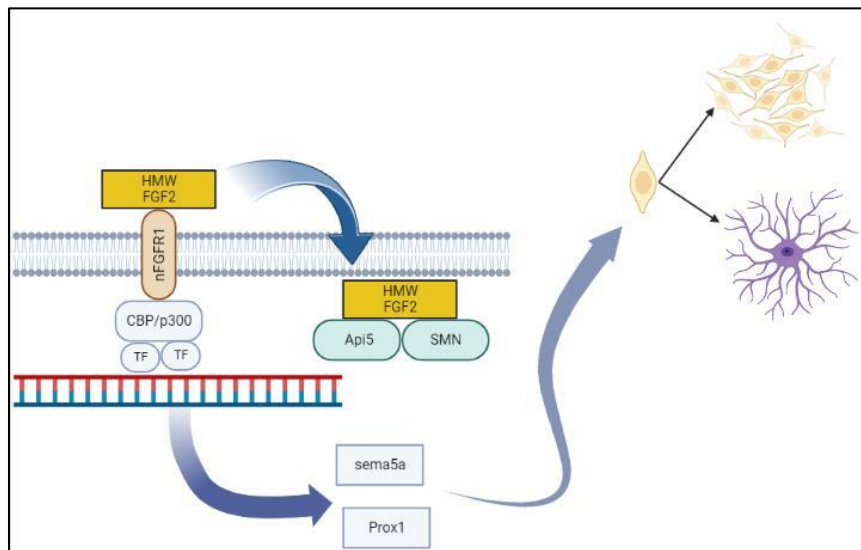 HMW
FGF2
nFGFR1
CBP/p300
TF TF
HMW
FGF2
Api5 SMN
sema5a
Prox1